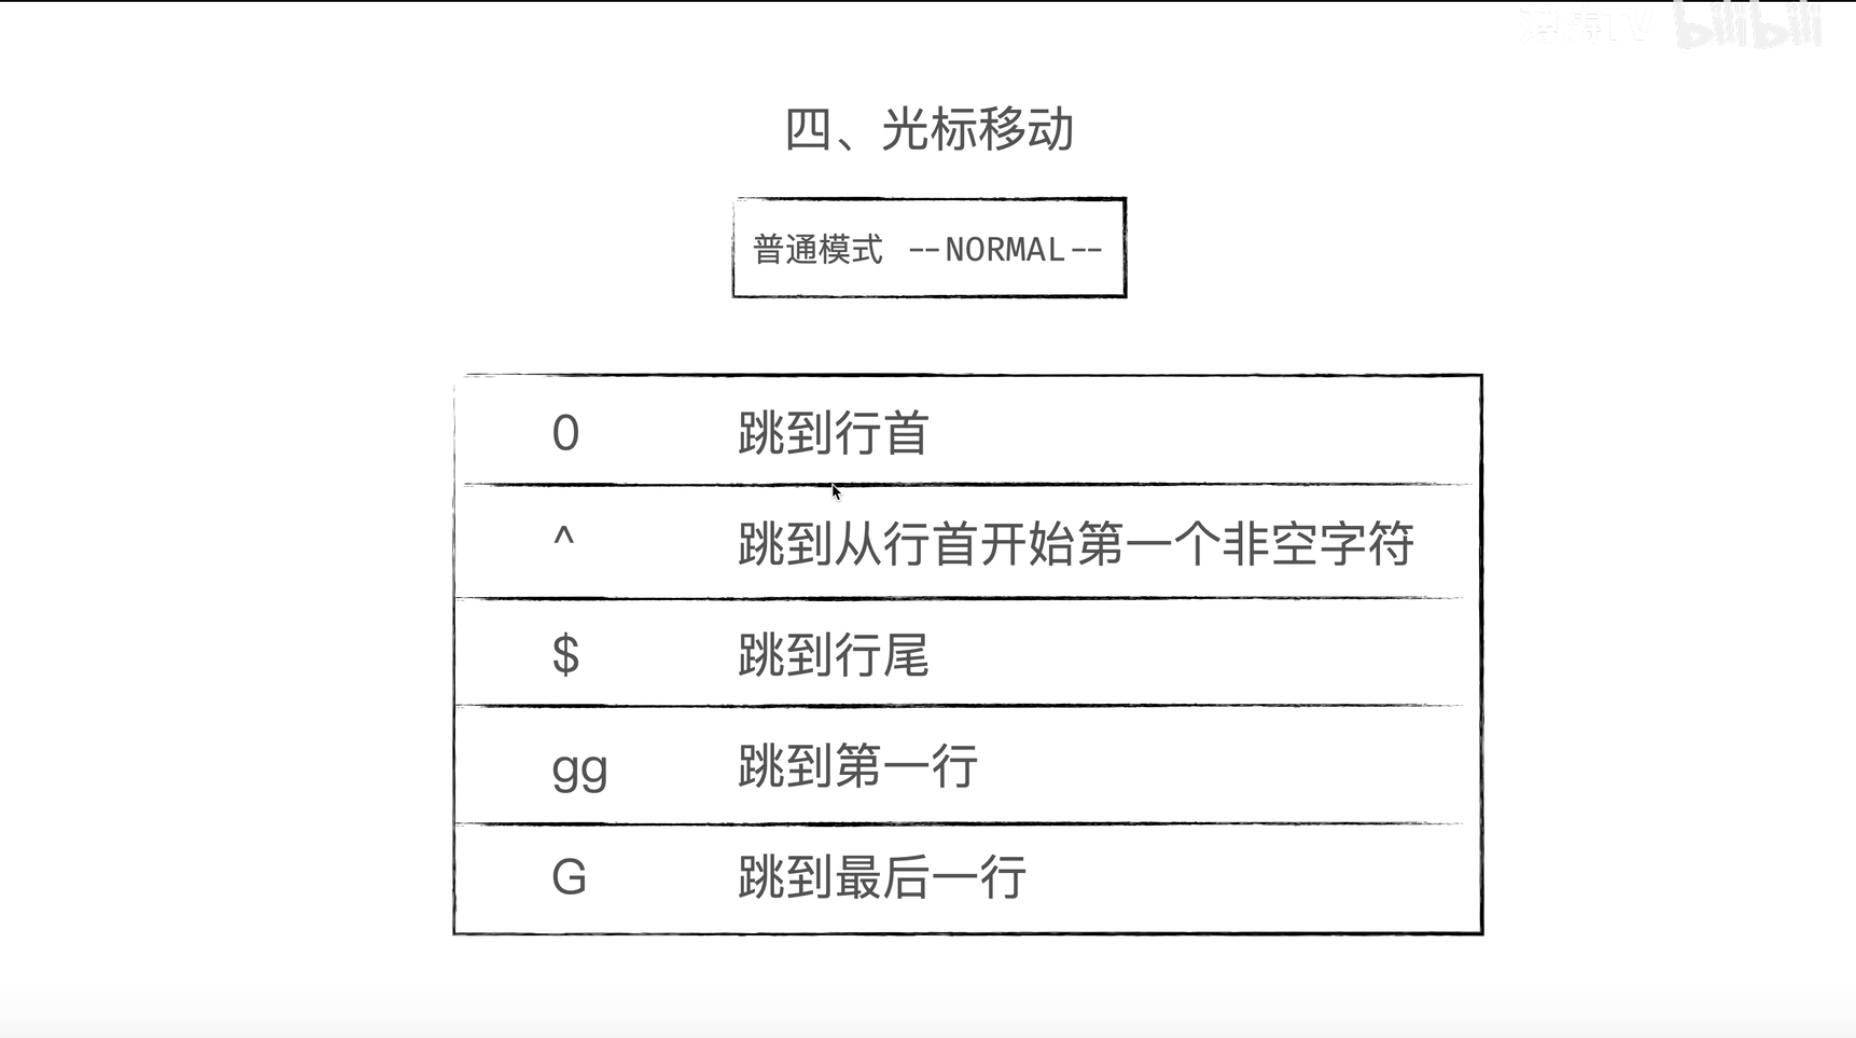 bilibili
四、光标移动
普通模式 --NORMAL--
0 跳到行首
^ 跳到从行首开始第一个非空字符
$ 跳到行尾
gg 跳到第一行
G 跳到最后一行